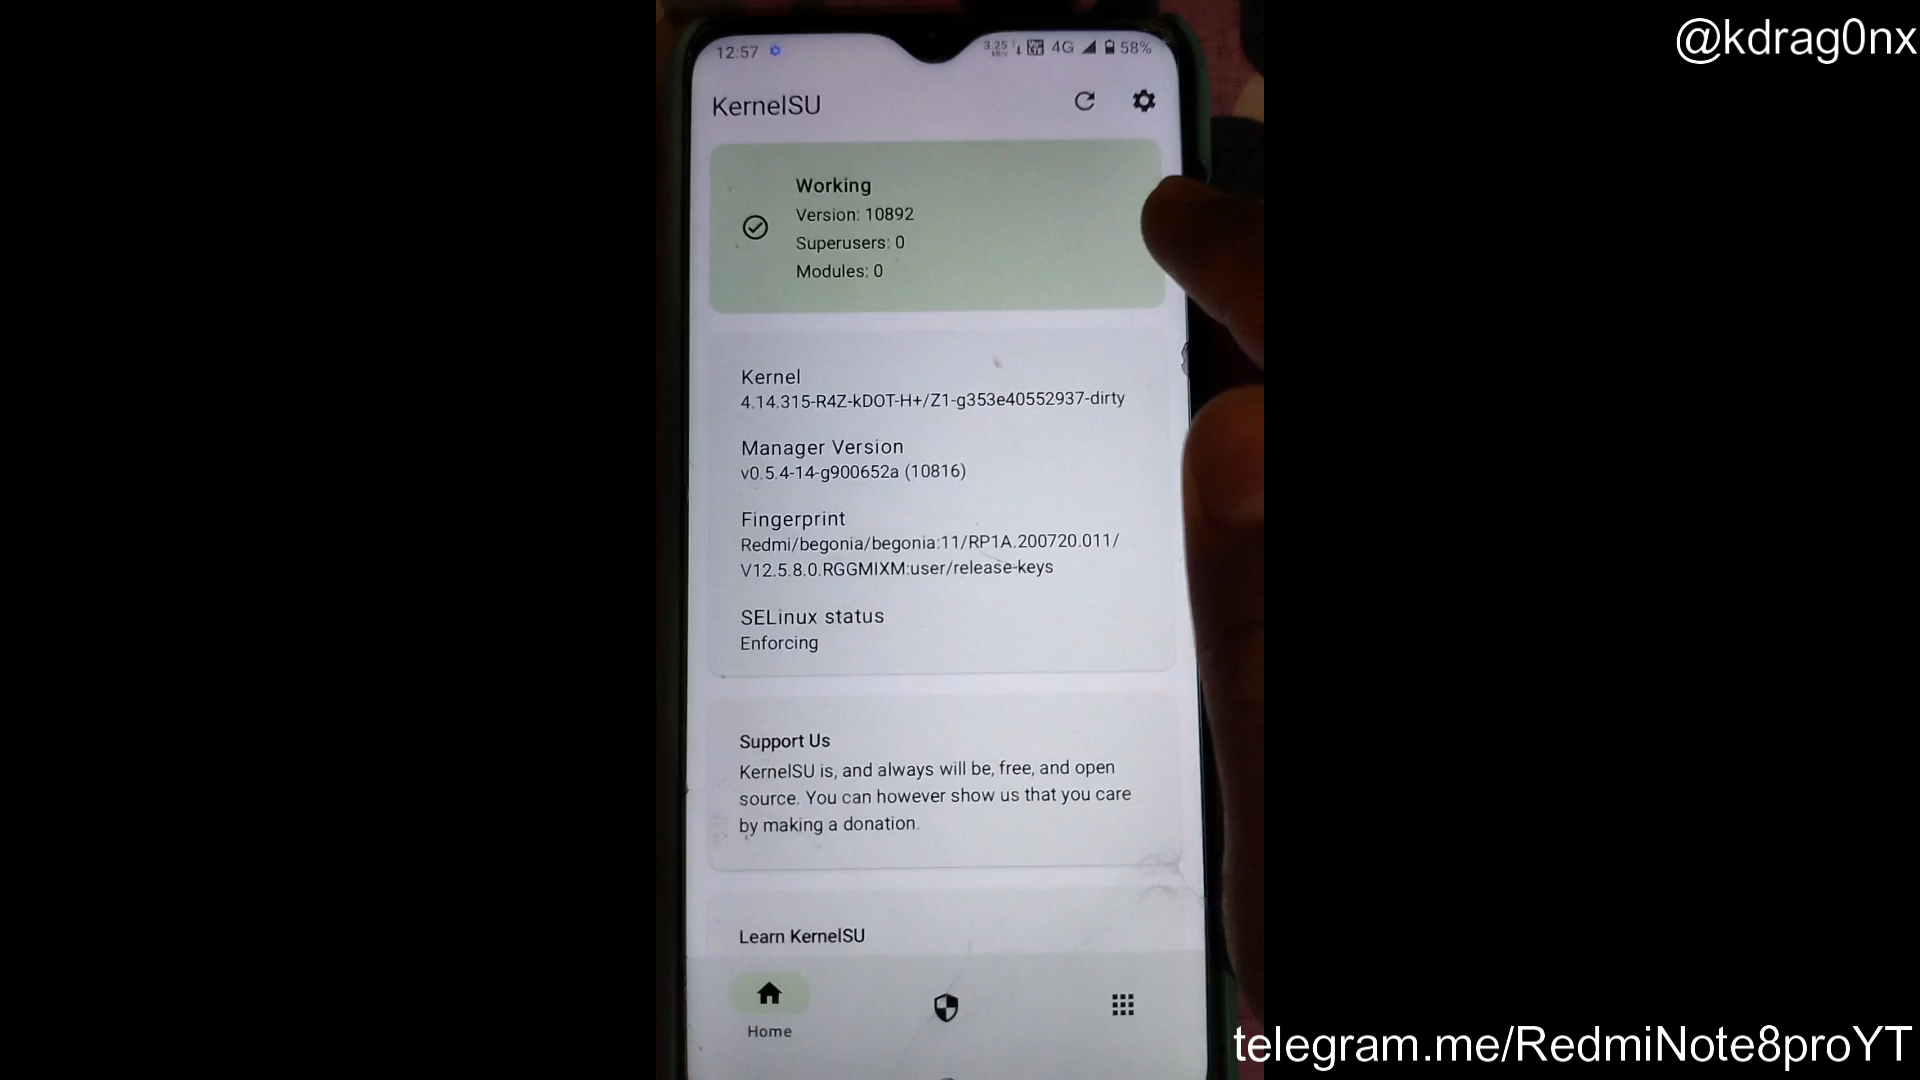 @kdrag0nx
12:57
3.25
4G
58%
KernelSU
Working
Version: 10892
Superusers: 0
Modules: 0
Kernel
4.14.315-R4Z-kDOT-H+/Z1-g353e40552937-dirty
Manager Version
v0.5.4-14-g900652a (10816)
Fingerprint
Redmi/begonia/begonia:11/RP1A.200720.011/
V12.5.8.0.RGGMIXM:user/release-keys
SELinux status
Enforcing
Support Us
KernelSU is, and always will be, free, and open
source. You can however show us that you care
by making a donation.
Learn KernelSU
Home
telegram.me/RedmiNote8proYT